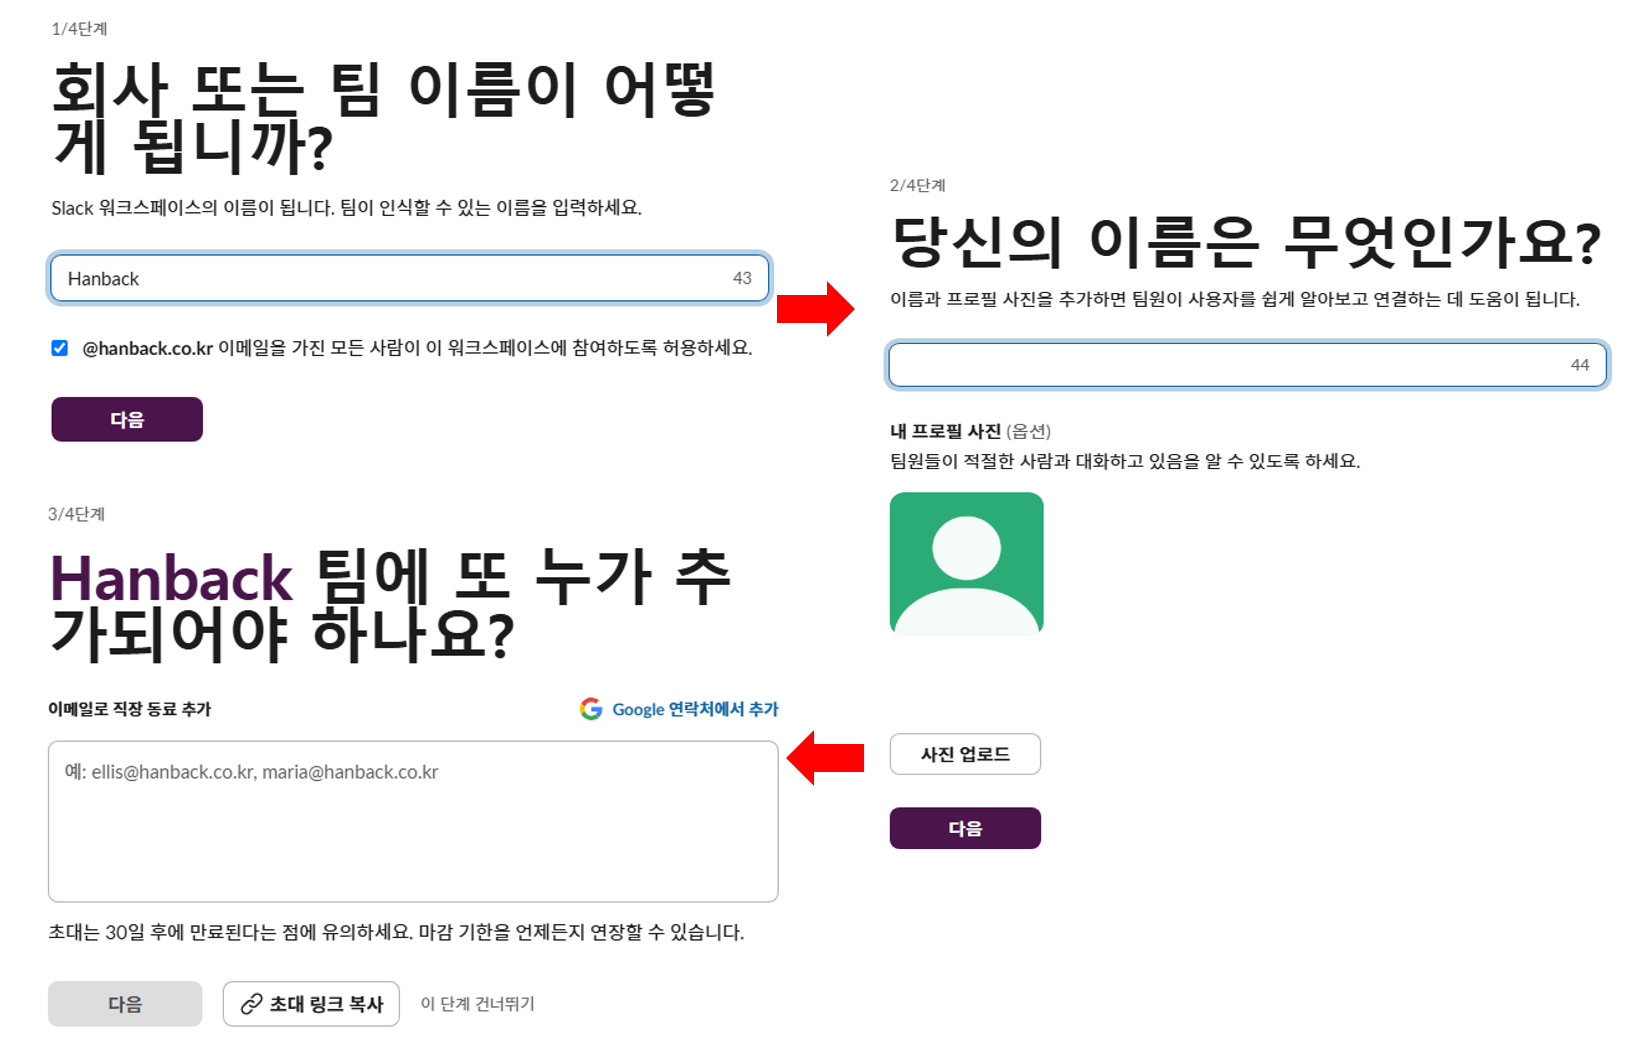 1/4단계
회사 또는 팀 이름이 어떻
게 됩니까?
Slack 워크스페이스의 이름이 됩니다. 팀이 인식할 수 있는 이름을 입력하세요.
Hanback 43
@hanback.co.kr 이메일을 가진 모든 사람이 이 워크스페이스에 참여하도록 허용하세요.
다음
2/4단계
당신의 이름은 무엇인가요?
이름과 프로필 사진을 추가하면 팀원이 사용자를 쉽게 알아보고 연결하는 데 도움이 됩니다.
44
내 프로필 사진 (옵션)
팀원들이 적절한 사람과 대화하고 있음을 알 수 있도록 하세요.
사진 업로드
다음
3/4단계
Hanback 팀에 또 누가 추
가되어야 하나요?
이메일로 직장 동료 추가
Google 연락처에서 추가
예: ellis@hanback.co.kr, maria@hanback.co.kr
초대는 30일 후에 만료된다는 점에 유의하세요. 마감 기한을 언제든지 연장할 수 있습니다.
다음
초대 링크 복사
이 단계 건너뛰기